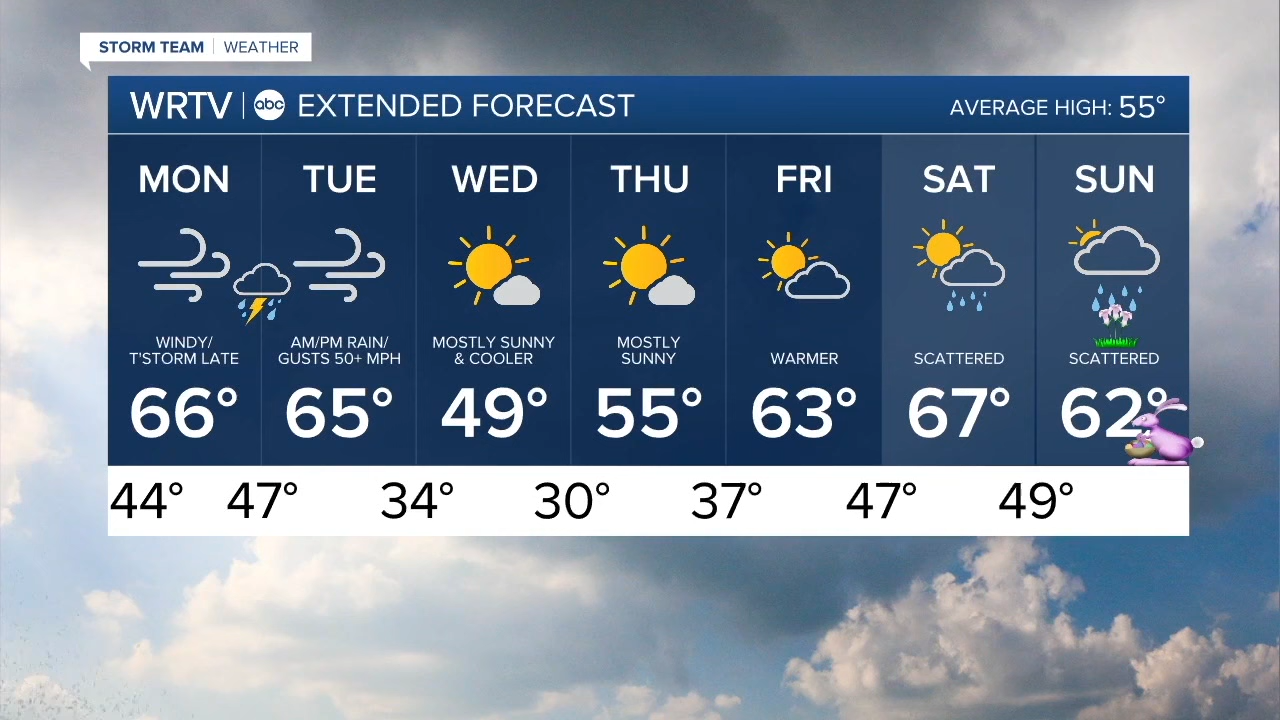 STORM TEAM | WEATHER
WRTV | abc EXTENDED FORECAST
AVERAGE HIGH: 55°
MON TUE WED THU FRI SAT SUN
WINDY/
T'STORM LATE
AM/PM RAIN/
GUSTS 50+ MPH
MOSTLY SUNNY
& COOLER
MOSTLY
SUNNY
WARMER
SCATTERED
SCATTERED
66° 65° 49° 55° 63° 67° 62°
44° 47° 34° 30° 37° 47° 49°